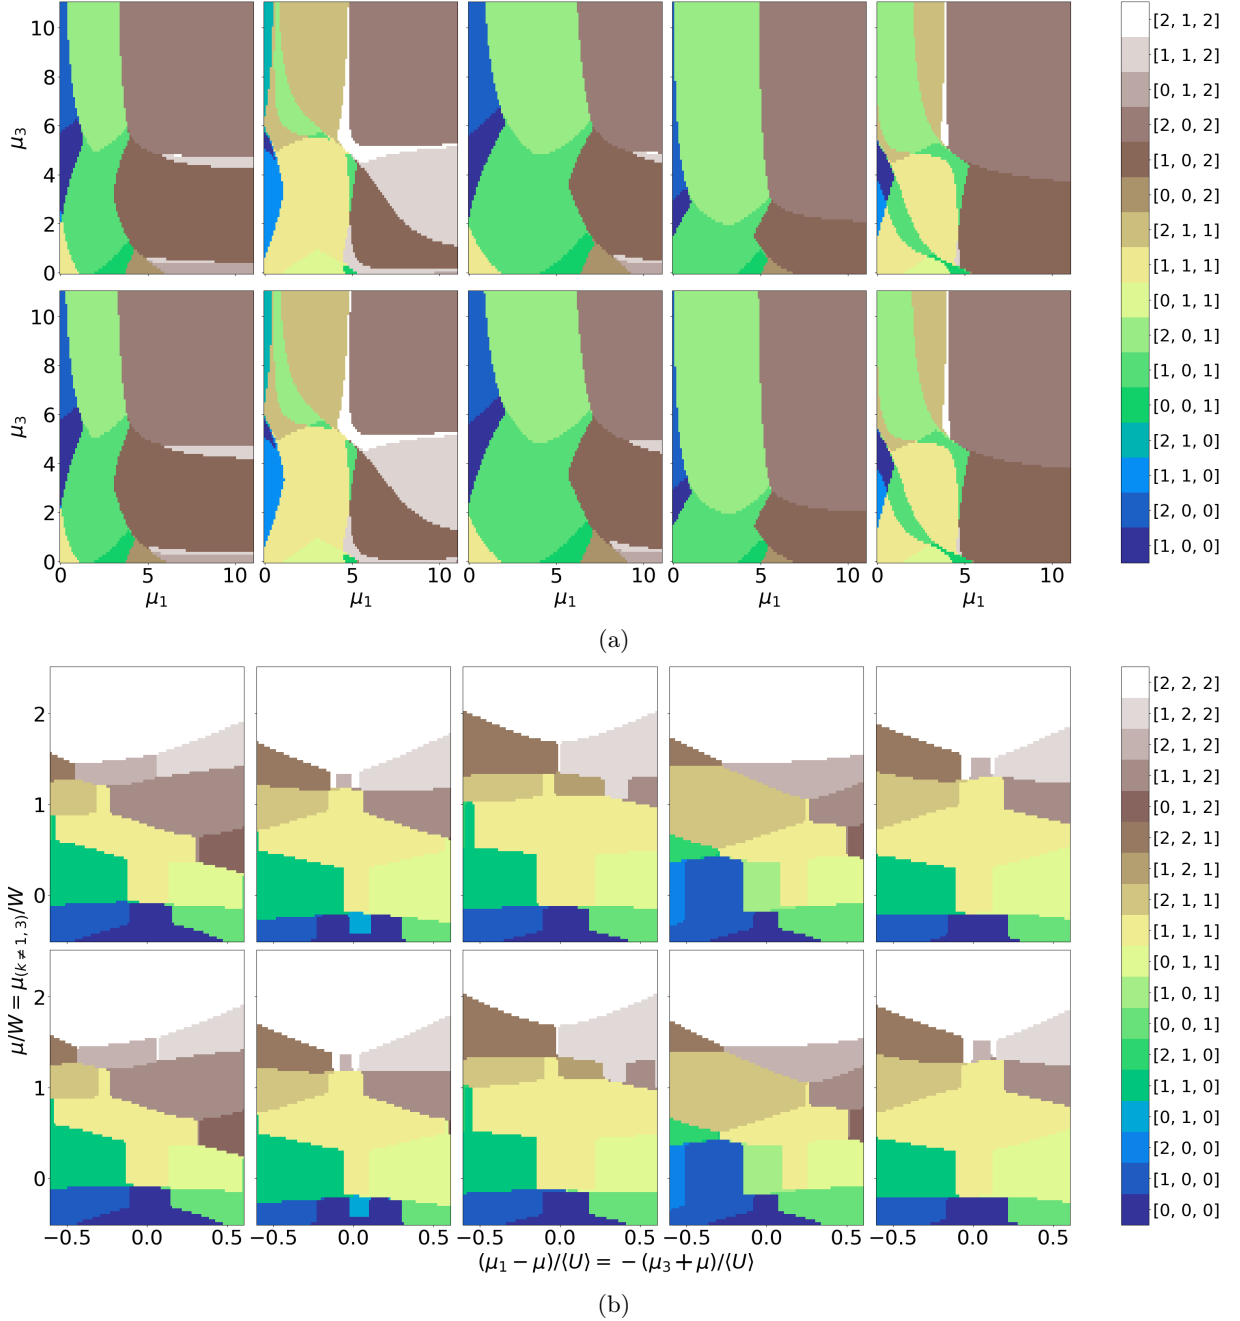 10
8
6
4
2
0
μ₃
10
8
6
4
2
0
μ₃
0 5 10 0 5 10 0 5 10 0 5 10 0 5 10
μ₁ μ₁ μ₁ μ₁ μ₁
[2, 1, 2]
[1, 1, 2]
[0, 1, 2]
[2, 0, 2]
[1, 0, 2]
[0, 0, 2]
[2, 1, 1]
[1, 1, 1]
[0, 1, 1]
[2, 0, 1]
[1, 0, 1]
[0, 0, 1]
[2, 1, 0]
[1, 1, 0]
[2, 0, 0]
[1, 0, 0]
(a)
2
1
0
2
1
0
μ/W = μ(k ≠ 1, 3)/W
−0.5 0.0 0.5 −0.5 0.0 0.5 −0.5 0.0 0.5 −0.5 0.0 0.5 −0.5 0.0 0.5
(μ₁ − μ)/⟨U⟩ = − (μ₃ + μ)/⟨U⟩
[2, 2, 2]
[1, 2, 2]
[2, 1, 2]
[1, 1, 2]
[0, 1, 2]
[2, 2, 1]
[1, 2, 1]
[2, 1, 1]
[1, 1, 1]
[0, 1, 1]
[1, 0, 1]
[0, 0, 1]
[2, 1, 0]
[1, 1, 0]
[0, 1, 0]
[2, 0, 0]
[1, 0, 0]
[0, 0, 0]
(b)